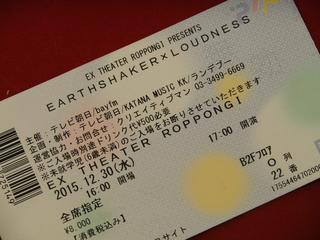 EX THEATER ROPPONGI PRESENTS
EARTHSHAKER×LOUDNESS
主催：テレビ朝日/bayfm
企画・制作：テレビ朝日/KATANA MUSIC KK/ランデブー
運営協力・お問合せ：クリエイティブマン 03-3499-6669
※ご入場時別途ドリンク代¥500必要
※未就学児(6歳未満)のご入場をお断りさせていただきます
EX THEATER ROPPONGI
2015.12.30(水)
16:00 開場 17:00 開演
全席指定 B2Fフロア 0 列
¥8,000 22番
【消費税込み】